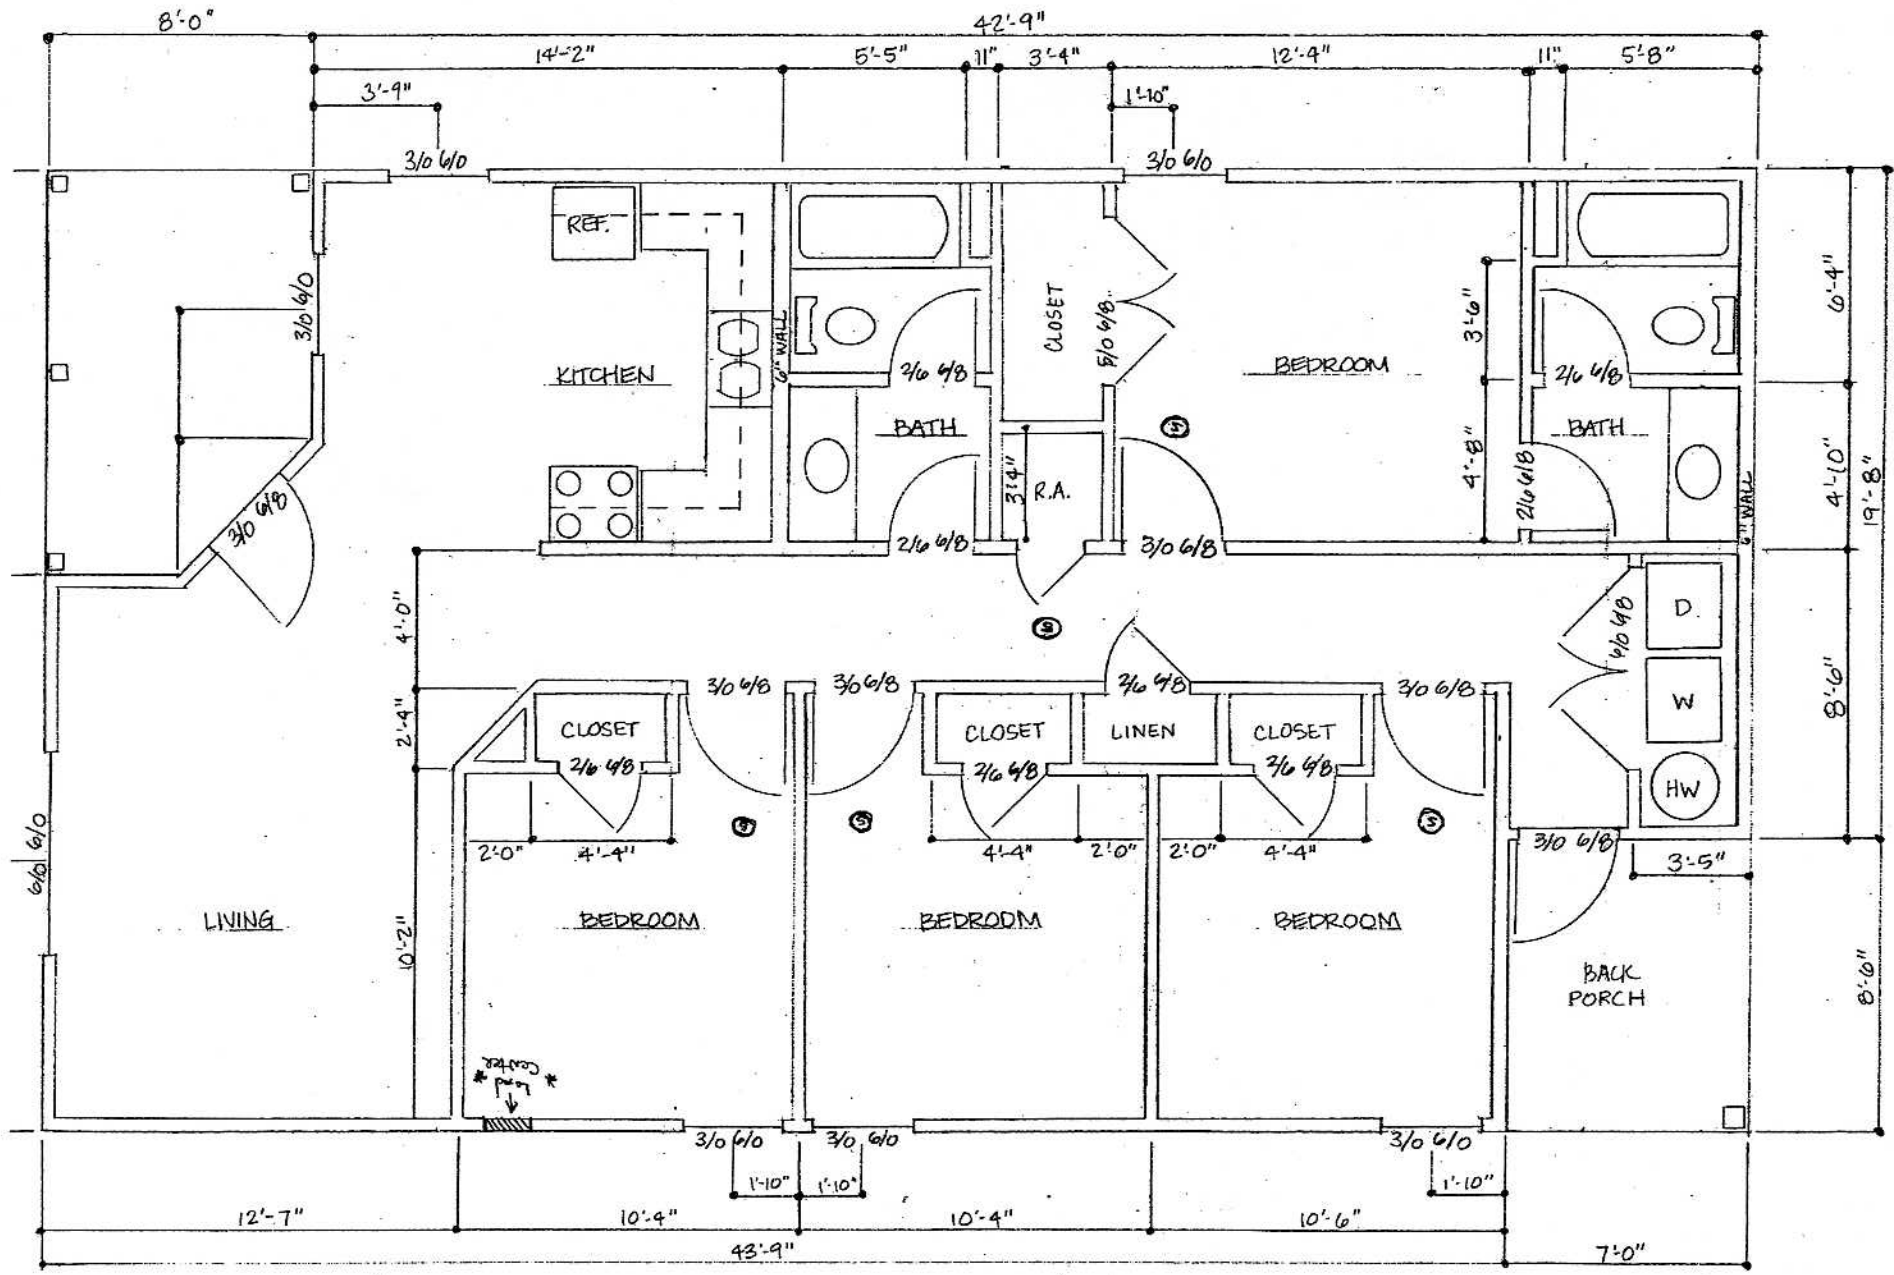 8'-0"
42'-9"
14'-2"
5'-5"
11"
3'-4"
12'-4"
11"
5'-8"
3'-9"
1'-10"
3/0 6/0
3/0 6/0
REF.
3/0 6/0
KITCHEN
6" WALL
2/6 6/8
BATH
2/6 6/8
CLOSET
5/0 6/8
3'-4"
R.A.
BEDROOM
3/0 6/8
3'-6"
4'-8"
2/6 6/8
2/6 6/8
BATH
6" WALL
6'-4"
4'-10"
19'-8"
8'-6"
8'-6"
3/0 6/8
4'-0"
2'-4"
10'-2"
S
S
3/0 6/8
3/0 6/8
2/6 6/8
3/0 6/8
6/0 6/8
D
W
HW
CLOSET
2/6 6/8
CLOSET
2/6 6/8
LINEN
CLOSET
2/6 6/8
S
S
S
2'-0"
4'-4"
4'-4"
2'-0"
2'-0"
4'-4"
3/0 6/8
3'-5"
6/0 6/0
LIVING
BEDROOM
BEDROOM
BEDROOM
BACK
PORCH
* Load
Center *
3/0 6/0
3/0 6/0
3/0 6/0
1'-10"
1'-10"
1'-10"
12'-7"
10'-4"
10'-4"
10'-6"
43'-9"
7'-0"